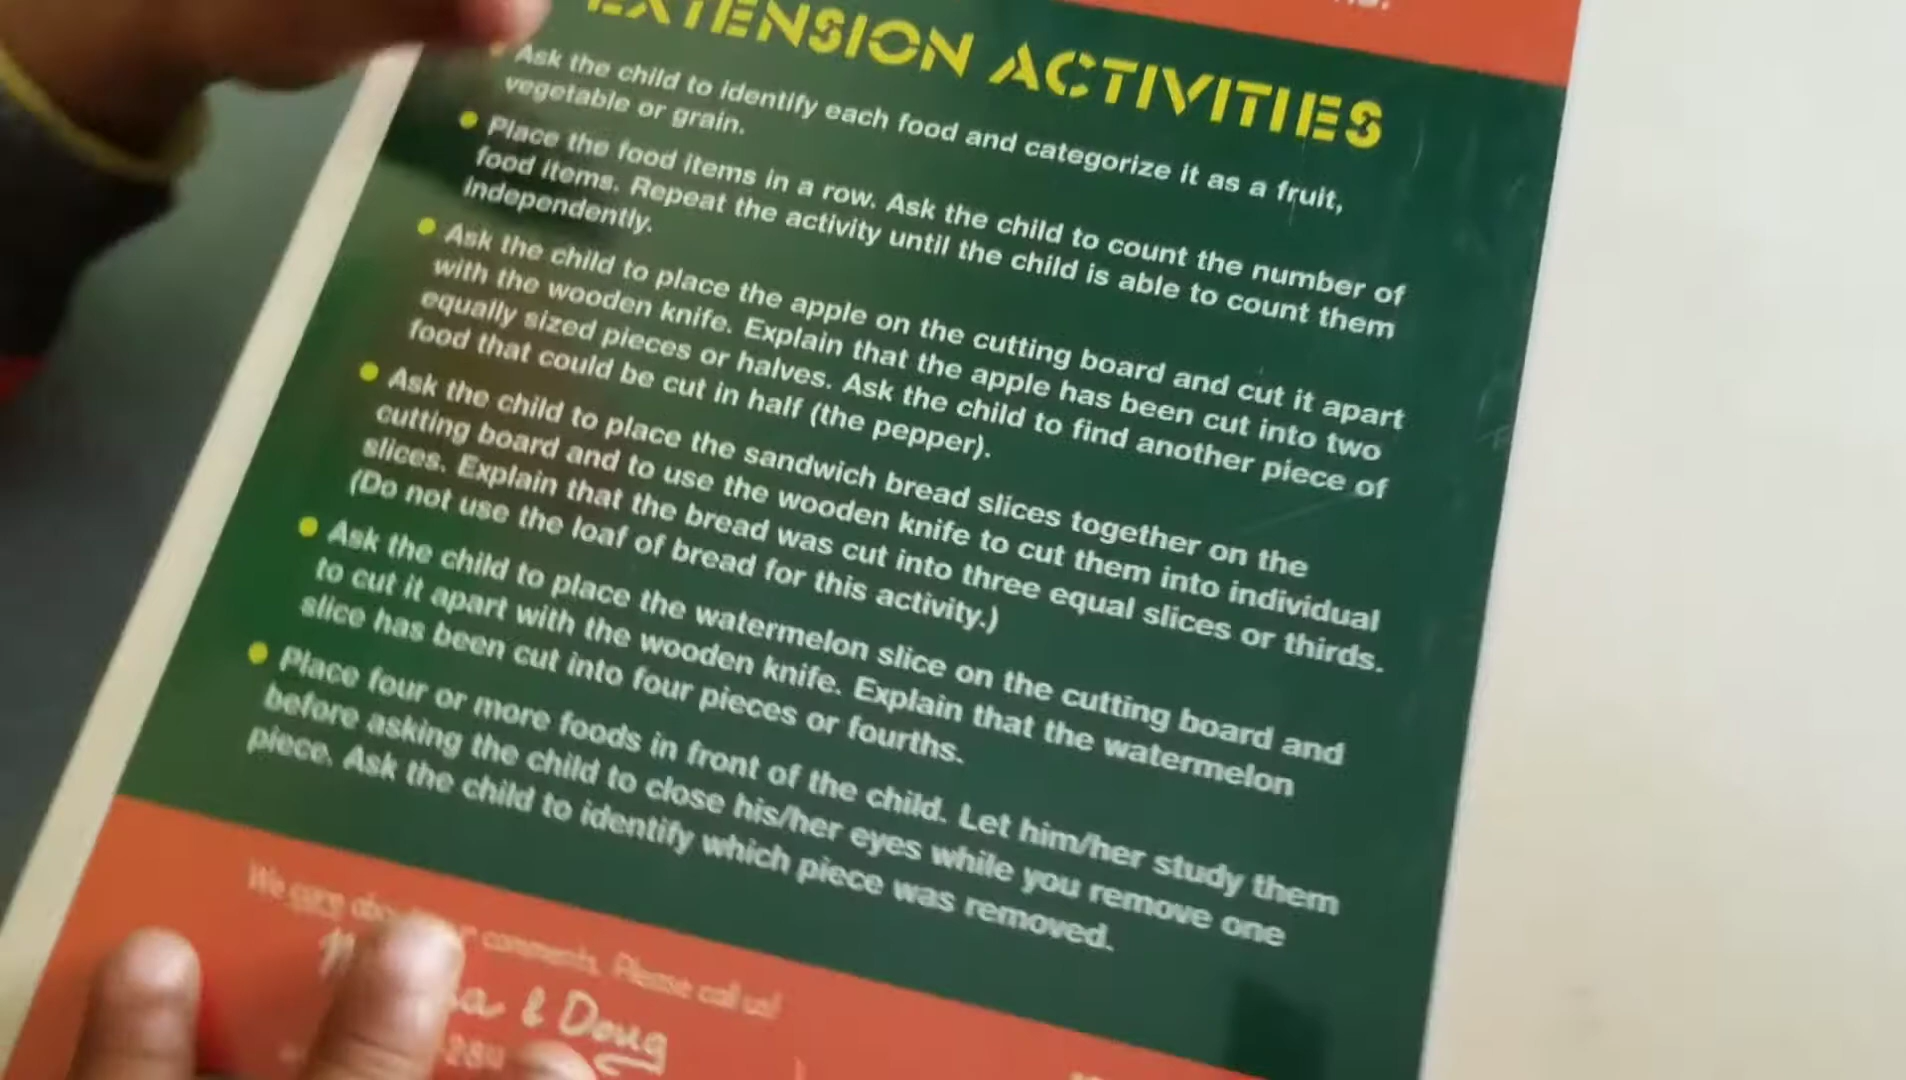 EXTENSION ACTIVITIES
Ask the child to identify each food and categorize it as a fruit,
vegetable or grain.
Place the food items in a row. Ask the child to count the number of
food items. Repeat the activity until the child is able to count them
independently.
Ask the child to place the apple on the cutting board and cut it apart
with the wooden knife. Explain that the apple has been cut into two
equally sized pieces or halves. Ask the child to find another piece of
food that could be cut in half (the pepper).
Ask the child to place the sandwich bread slices together on the
cutting board and to use the wooden knife to cut them into individual
slices. Explain that the bread was cut into three equal slices or thirds.
(Do not use the loaf of bread for this activity.)
Ask the child to place the watermelon slice on the cutting board and
to cut it apart with the wooden knife. Explain that the watermelon
slice has been cut into four pieces or fourths.
Place four or more foods in front of the child. Let him/her study them
before asking the child to close his/her eyes while you remove one
piece. Ask the child to identify which piece was removed.
We care comments. Please call us!
& Doug